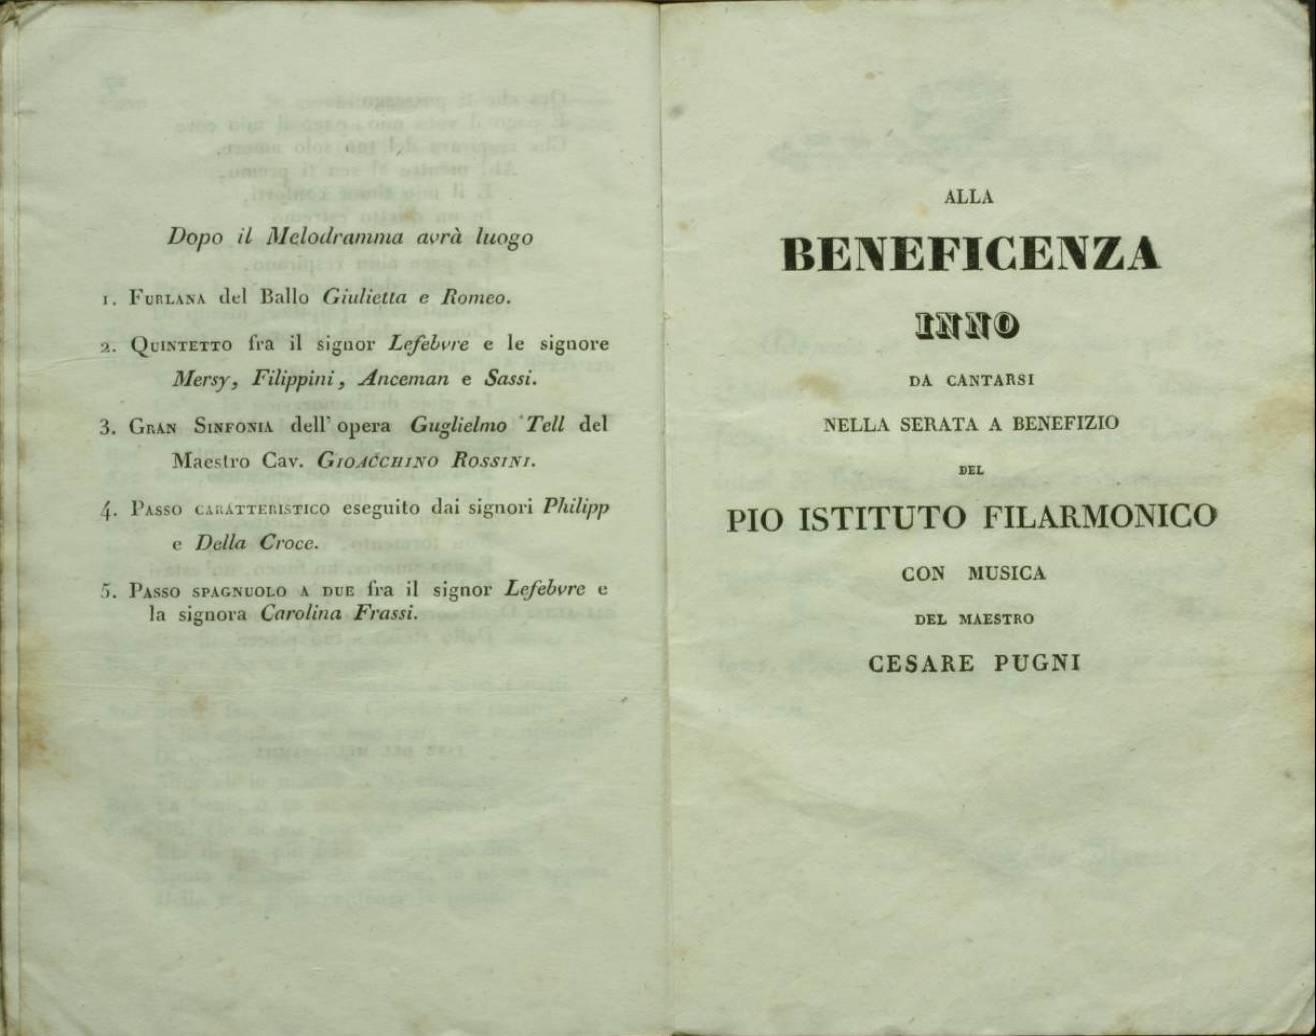 Dopo il Melodramma avrà luogo
1. Furlana del Ballo Giulietta e Romeo.
2. Quintetto fra il signor Lefebvre e le signore
Mersy, Filippini, Anceman e Sassi.
3. Gran Sinfonia dell' opera Guglielmo Tell del
Maestro Cav. Gioacchino Rossini.
4. Passo caratteristico eseguito dai signori Philipp
e Della Croce.
5. Passo spagnuolo a due fra il signor Lefebvre e
la signora Carolina Frassi.
ALLA
BENEFICENZA
INNO
DA CANTARSI
NELLA SERATA A BENEFIZIO
DEL
PIO ISTITUTO FILARMONICO
CON MUSICA
DEL MAESTRO
CESARE PUGNI